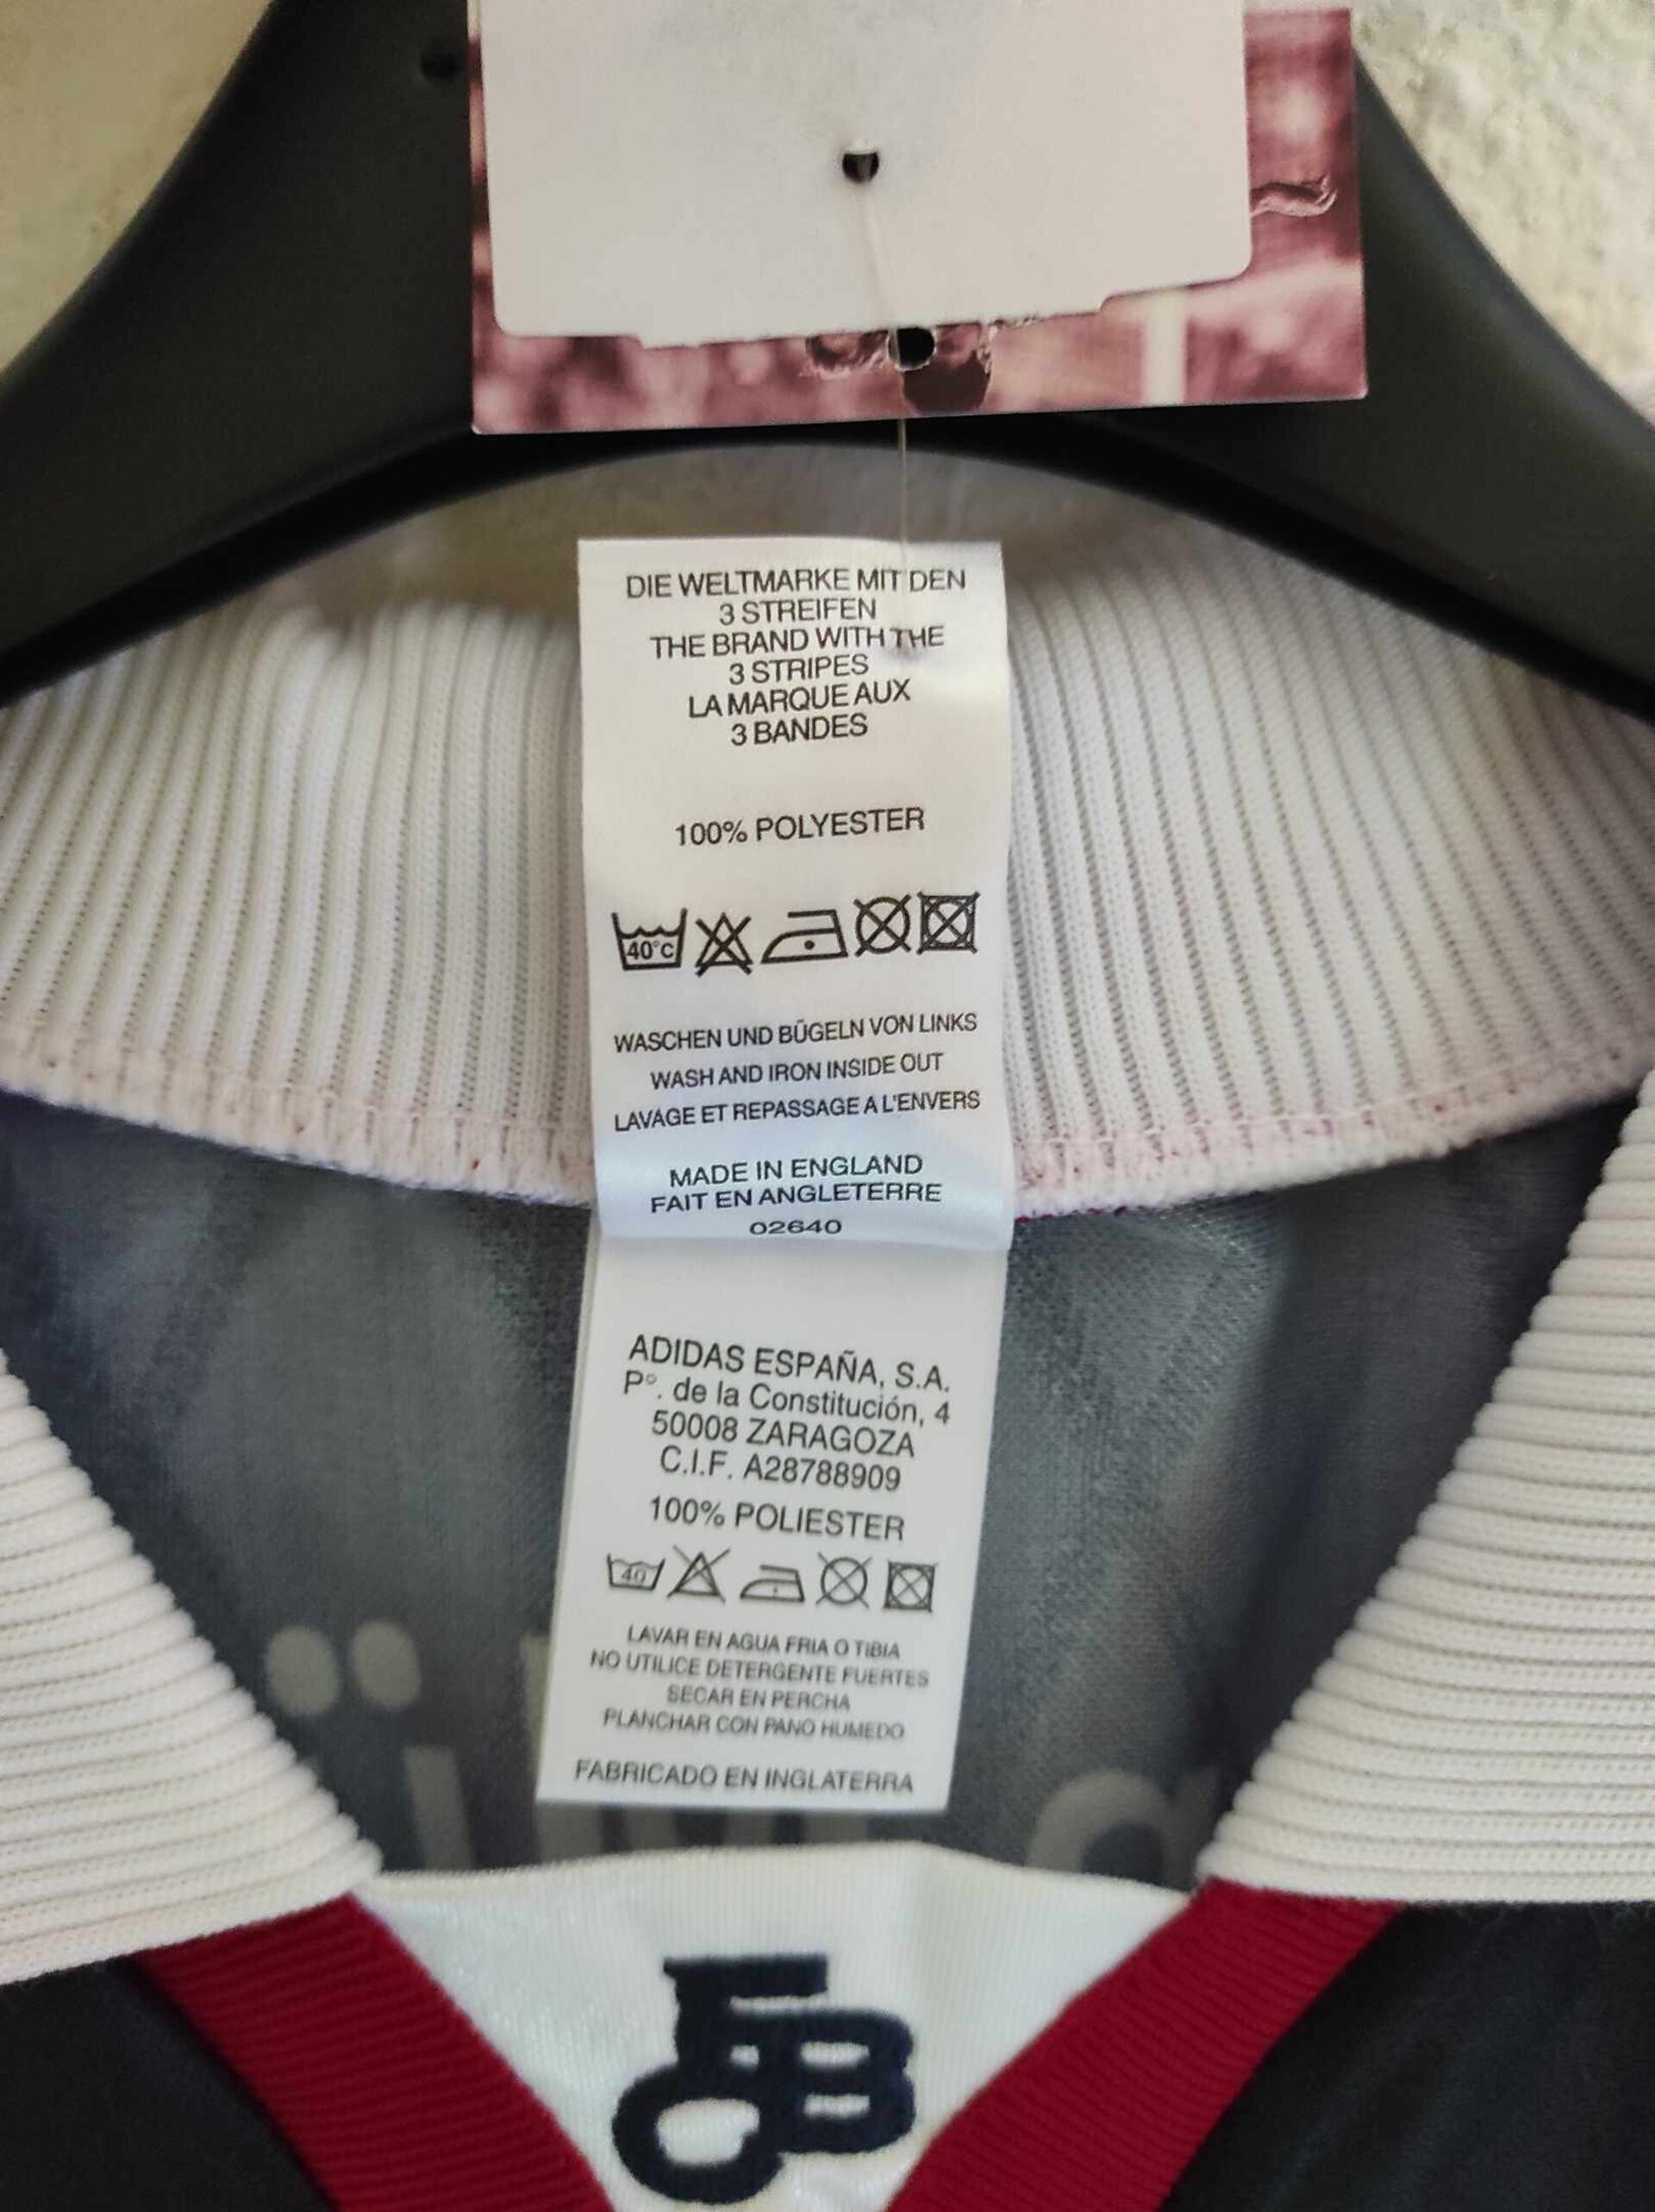 DIE WELTMARKE MIT DEN
3 STREIFEN
THE BRAND WITH THE
3 STRIPES
LA MARQUE AUX
3 BANDES
100% POLYESTER
40°C
WASCHEN UND BÜGELN VON LINKS
WASH AND IRON INSIDE OUT
LAVAGE ET REPASSAGE A L'ENVERS
MADE IN ENGLAND
FAIT EN ANGLETERRE
02640
ADIDAS ESPAÑA, S.A.
Pº. de la Constitución, 4
50008 ZARAGOZA
C.I.F. A28788909
100% POLIESTER
40
LAVAR EN AGUA FRIA O TIBIA
NO UTILICE DETERGENTE FUERTES
SECAR EN PERCHA
PLANCHAR CON PANO HUMEDO
FABRICADO EN INGLATERRA